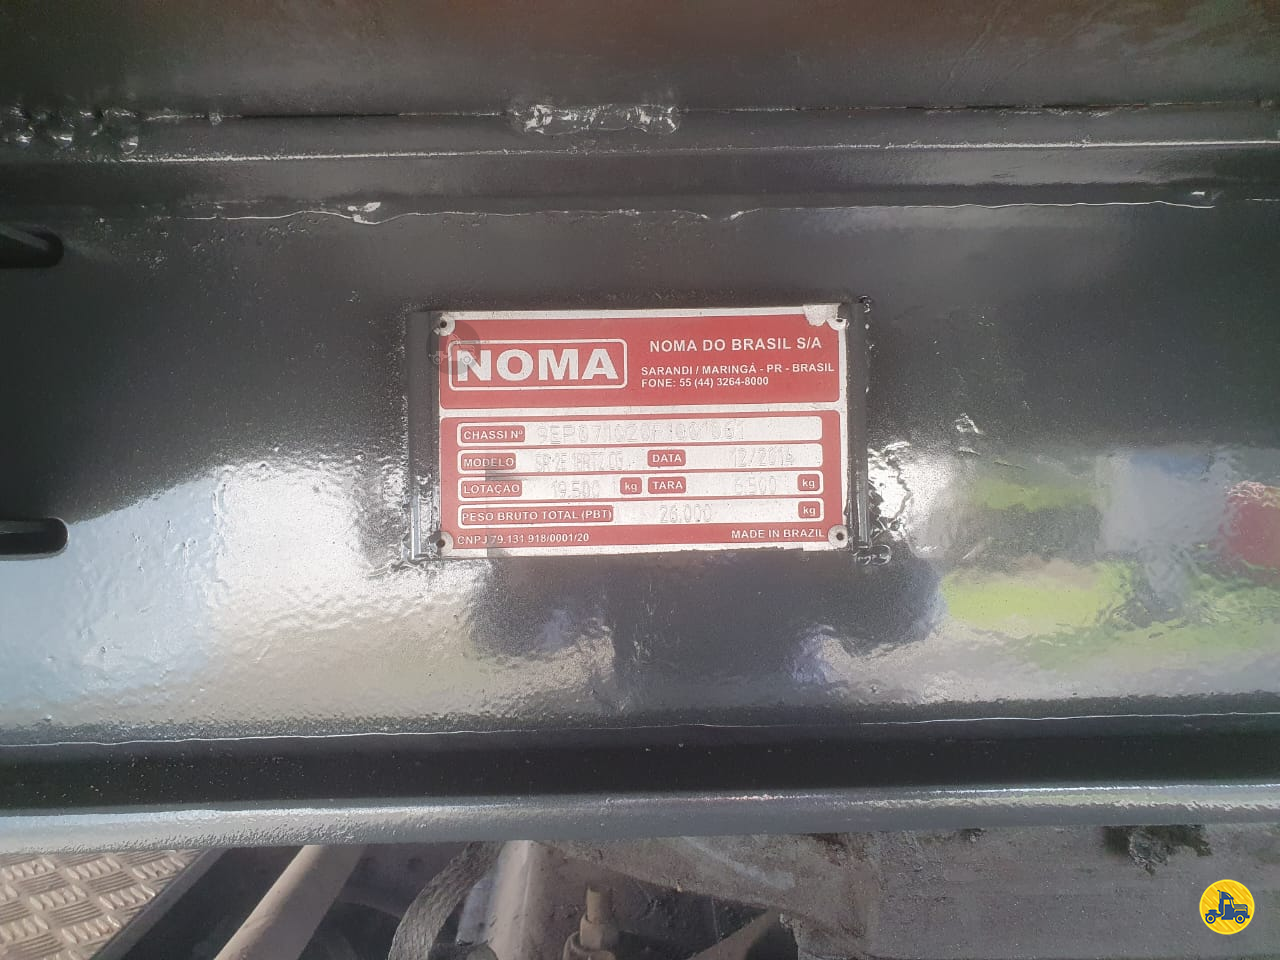 NOMA
NOMA DO BRASIL S/A
SARANDI / MARINGÁ - PR - BRASIL
FONE: 55 (44) 3264-8000
CHASSI Nº
MODELO DATA 12/2014
LOTAÇÃO 19.500 kg TARA 6.500 kg
PESO BRUTO TOTAL (PBT) 26.000 kg
CNPJ 79.131 918/0001/20 MADE IN BRAZIL